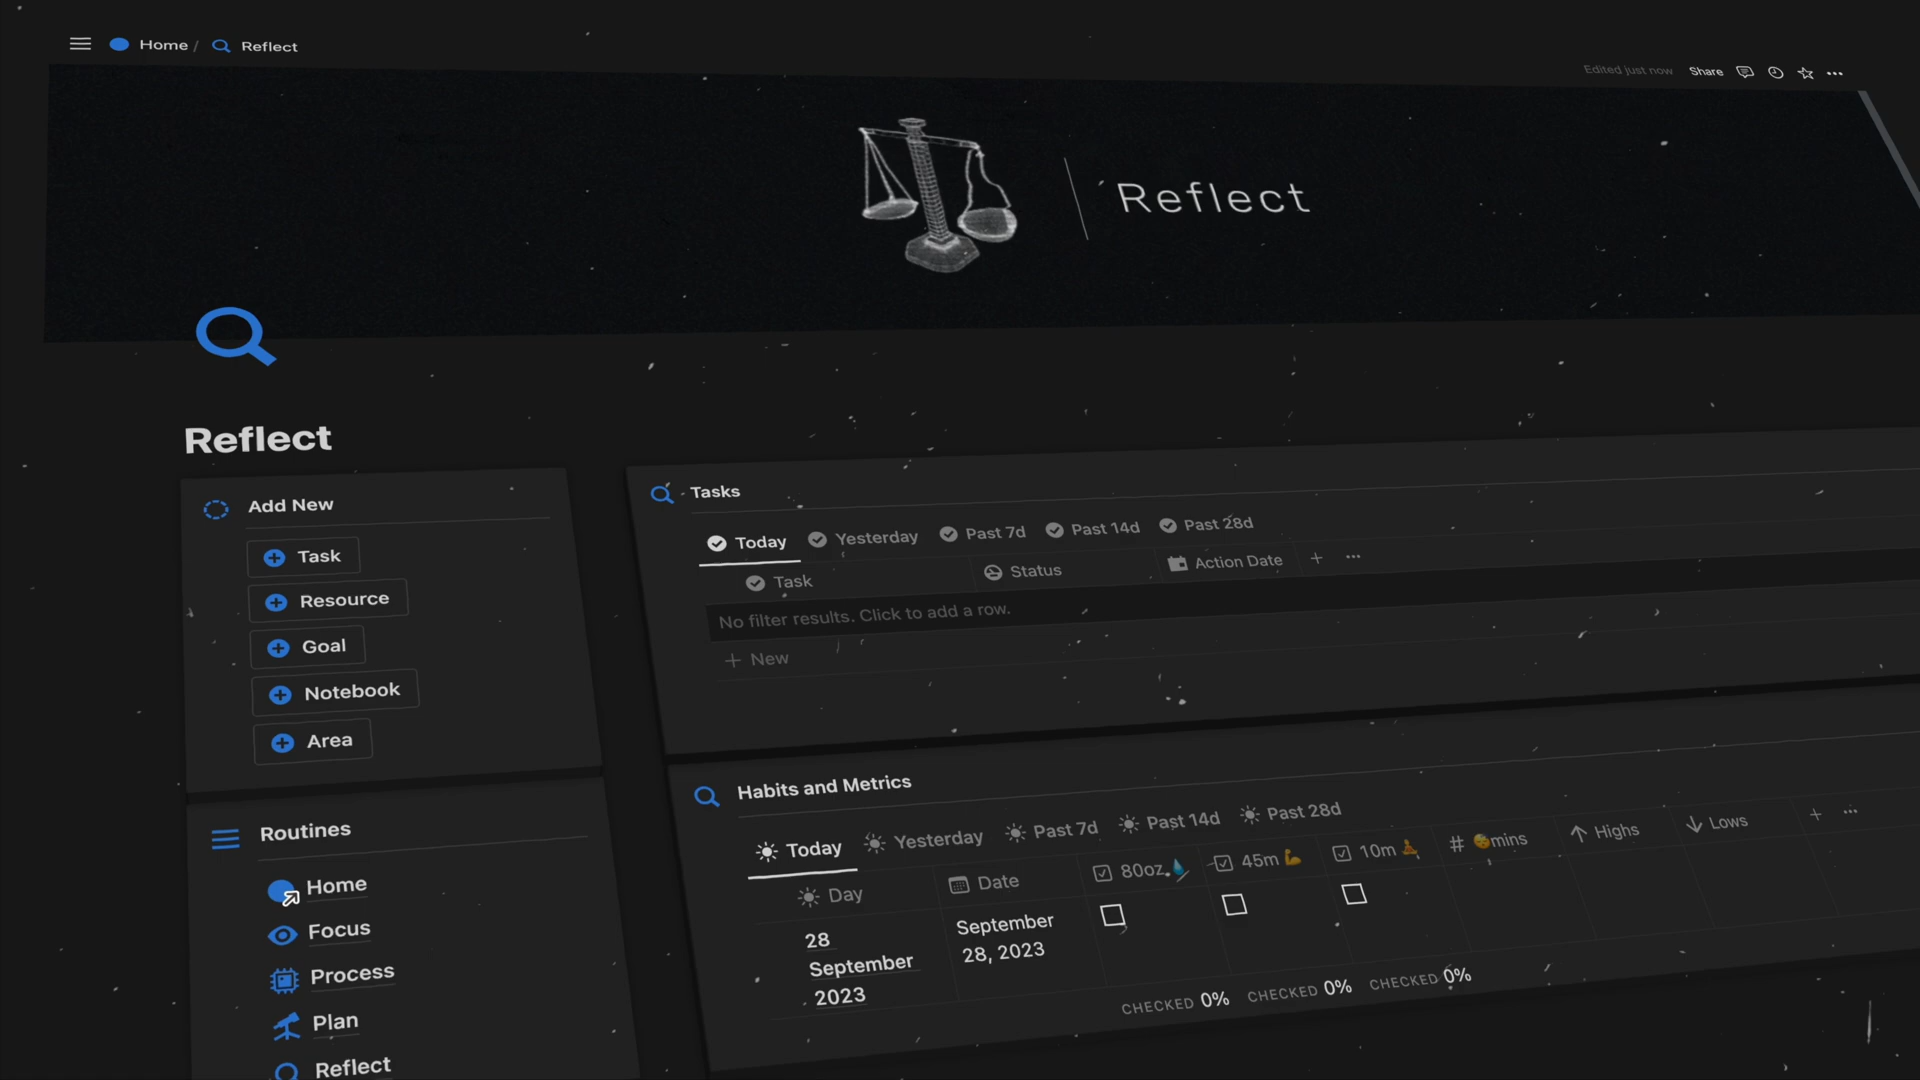 Home / Reflect
Edited just now Share
Reflect
Reflect
Add New
Task
Resource
Goal
Notebook
Area
Routines
Home
Focus
Process
Plan
Reflect
Tasks
Today Yesterday Past 7d Past 14d Past 28d
Task Status Action Date
No filter results. Click to add a row.
New
Habits and Metrics
Today Yesterday Past 7d Past 14d Past 28d
Day Date 80oz.💧 45m 💪 10m 🧘 # 😴mins Highs Lows
28 September 2023
September 28, 2023
CHECKED 0% CHECKED 0% CHECKED 0%